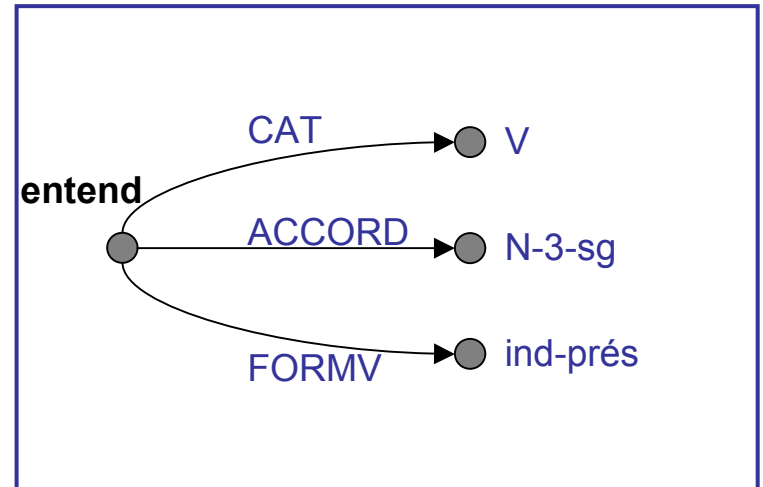 CAT
V
entend
ACCORD
N-3-sg
FORMV
ind-prés